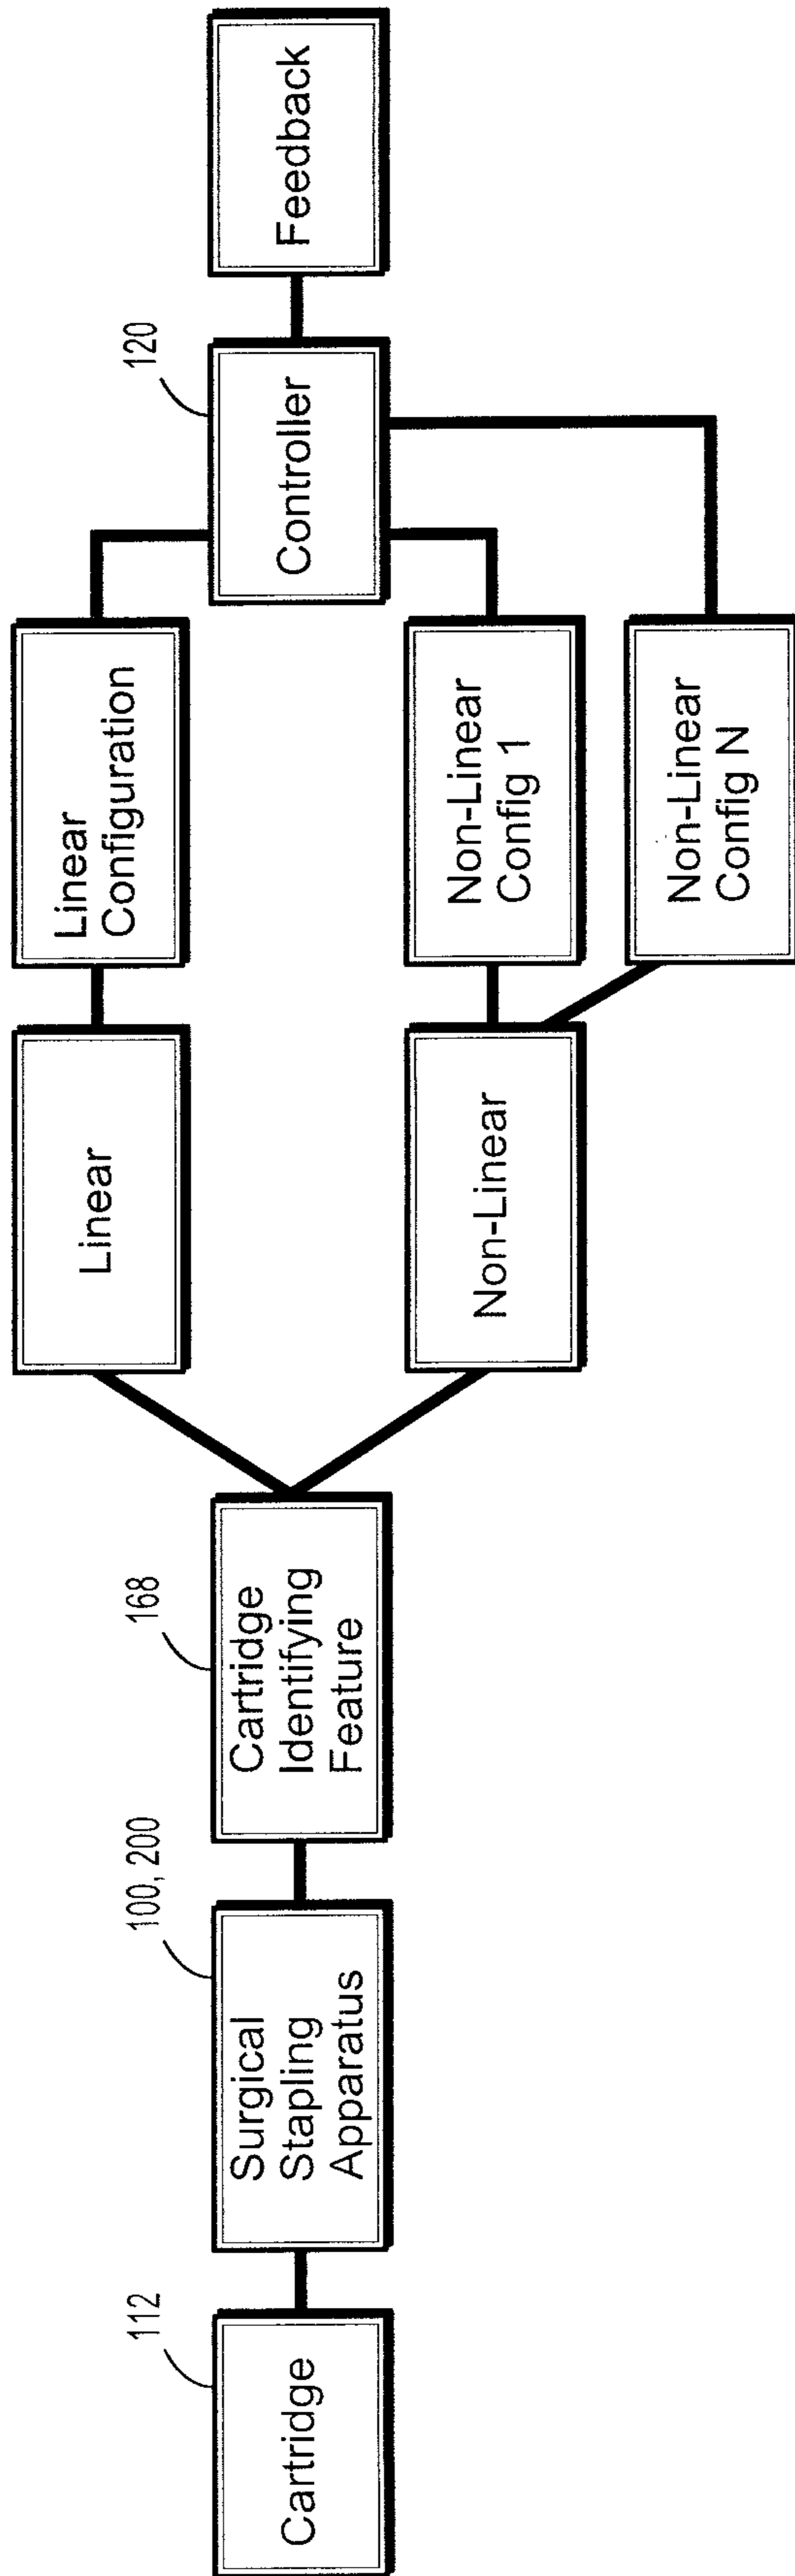 112
Cartridge
100, 200
Surgical
Stapling
Apparatus
168
Cartridge
Identifying
Feature
Linear
Non-Linear
Linear
Configuration
Non-Linear
Config 1
Non-Linear
Config N
120
Controller
Feedback